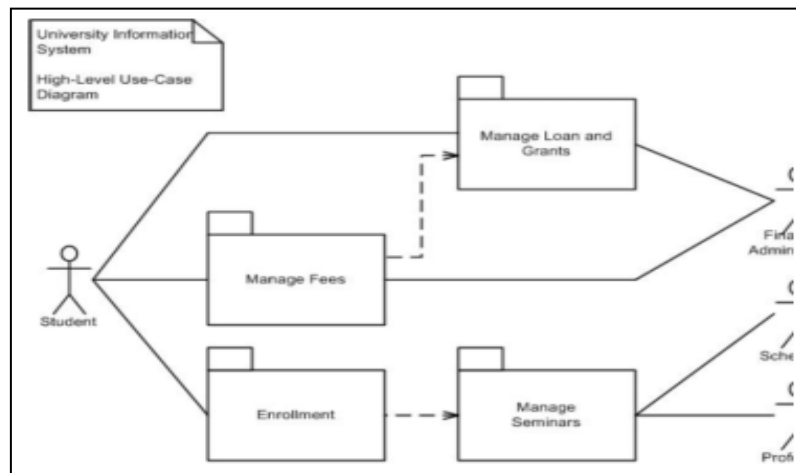 University Information
System
High-Level Use-Case
Diagram
Manage Loan and
Grants
Manage Fees
Student
Enrollment
Manage
Seminars